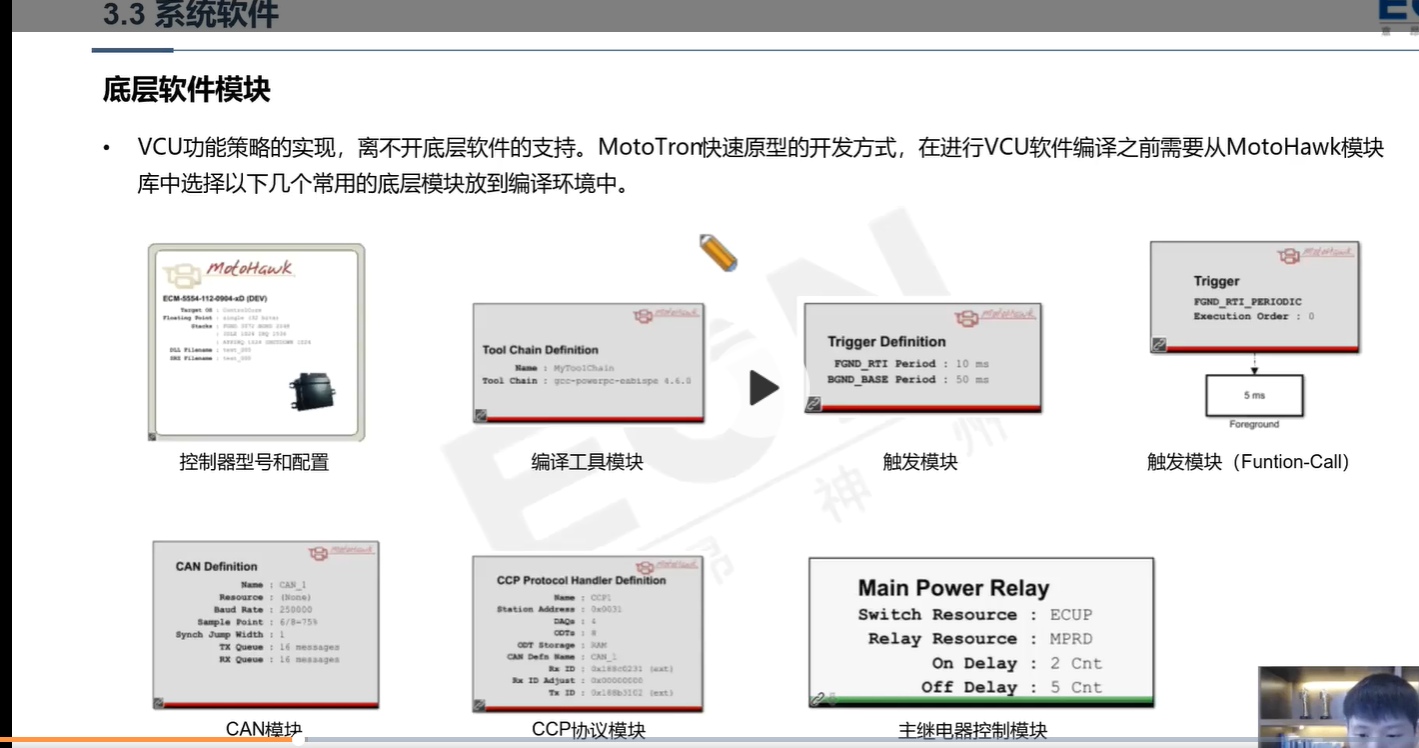 3.3 系统软件
底层软件模块
• VCU功能策略的实现，离不开底层软件的支持。MotoTron快速原型的开发方式，在进行VCU软件编译之前需要从MotoHawk模块
库中选择以下几个常用的底层模块放到编译环境中。
MotoHawk
ECM-5554-112-0904-xD (DEV)
Target OS : ControlCore
Floating Point : single
Stacks :
DLL Filename : test_005
SRZ Filename : test_005
控制器型号和配置
MotoHawk
Tool Chain Definition
Name : MyToolChain
Tool Chain : gcc-powerpc-eabispe 4.6.0
编译工具模块
MotoHawk
Trigger Definition
FGND_RTI Period : 10 ms
BGND_BASE Period : 50 ms
触发模块
MotoHawk
Trigger
FGND_RTI_PERIODIC
Execution Order : 0
5 ms
Foreground
触发模块（Funtion-Call）
MotoHawk
CAN Definition
Name : CAN_1
Resource : (None)
Baud Rate : 250000
Sample Point : 6/8=75%
Synch Jump Width : 1
TX Queue : 16 messages
RX Queue : 16 messages
CAN模块
MotoHawk
CCP Protocol Handler Definition
Name : CCP1
Station Address : 0x0031
DAQs : 4
ODTs : 8
ODT Storage : RAM
CAN Defn Name : CAN_1
Rx ID : (ext)
Rx ID Adjust : 0x00000000
Tx ID : (ext)
CCP协议模块
Main Power Relay
Switch Resource : ECUP
Relay Resource : MPRD
On Delay : 2 Cnt
Off Delay : 5 Cnt
主继电器控制模块
ECON
神州